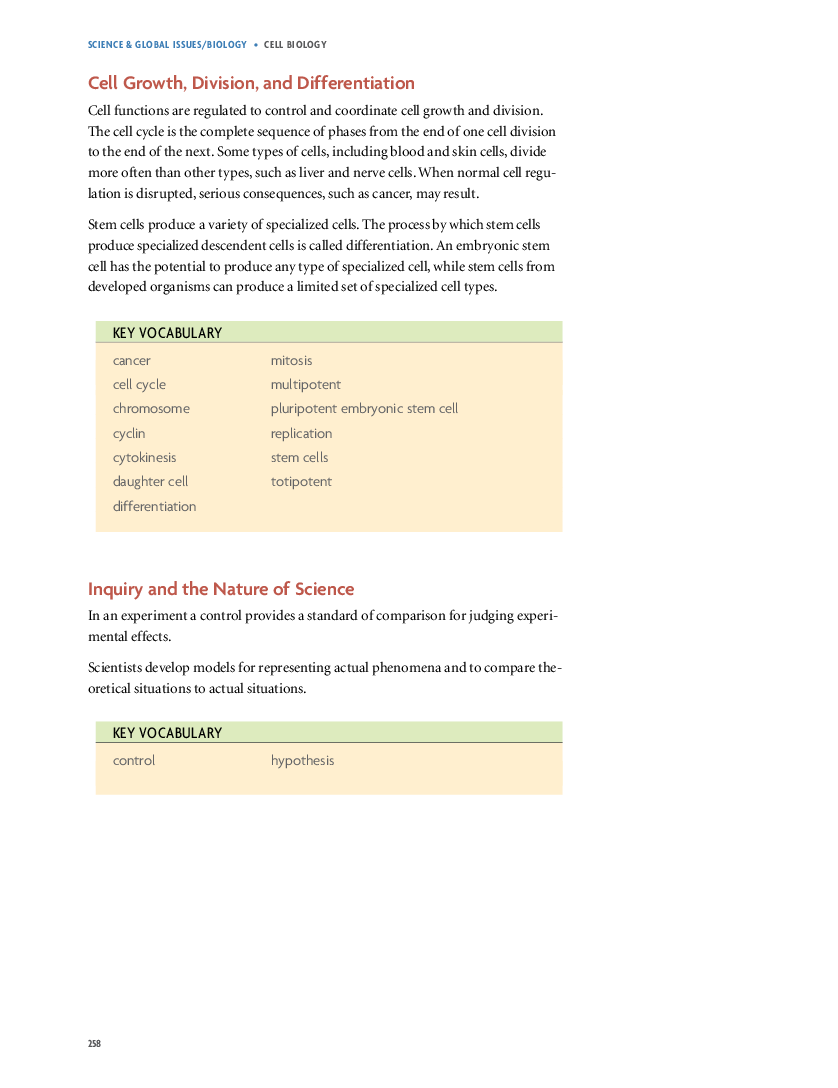 SCIENCE & GLOBAL ISSUES/BIOLOGY • CELL BIOLOGY
Cell Growth, Division, and Differentiation
Cell functions are regulated to control and coordinate cell growth and division.
The cell cycle is the complete sequence of phases from the end of one cell division
to the end of the next. Some types of cells, including blood and skin cells, divide
more often than other types, such as liver and nerve cells. When normal cell regu-
lation is disrupted, serious consequences, such as cancer, may result.
Stem cells produce a variety of specialized cells. The process by which stem cells
produce specialized descendent cells is called differentiation. An embryonic stem
cell has the potential to produce any type of specialized cell, while stem cells from
developed organisms can produce a limited set of specialized cell types.
KEY VOCABULARY
cancer mitosis
cell cycle multipotent
chromosome pluripotent embryonic stem cell
cyclin replication
cytokinesis stem cells
daughter cell totipotent
differentiation
Inquiry and the Nature of Science
In an experiment a control provides a standard of comparison for judging experi-
mental effects.
Scientists develop models for representing actual phenomena and to compare the-
oretical situations to actual situations.
KEY VOCABULARY
control hypothesis
258